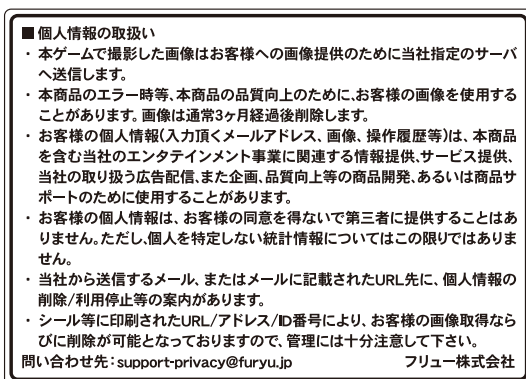 ■個人情報の取扱い
・本ゲームで撮影した画像はお客様への画像提供のために当社指定のサーバ
へ送信します。
・本商品のエラー時等、本商品の品質向上のために、お客様の画像を使用する
ことがあります。画像は通常3ヶ月経過後削除します。
・お客様の個人情報(入力頂くメールアドレス、画像、操作履歴等)は、本商品
を含む当社のエンタテインメント事業に関連する情報提供、サービス提供、
当社の取り扱う広告配信、また企画、品質向上等の商品開発、あるいは商品サ
ポートのために使用することがあります。
・お客様の個人情報は、お客様の同意を得ないで第三者に提供することはあ
りません。ただし、個人を特定しない統計情報についてはこの限りではありま
せん。
・当社から送信するメール、またはメールに記載されたURL先に、個人情報の
削除/利用停止等の案内があります。
・シール等に印刷されたURL/アドレス/ID番号により、お客様の画像取得なら
びに削除が可能となっておりますので、管理には十分注意して下さい。
問い合わせ先:support-privacy@furyu.jp フリュー株式会社